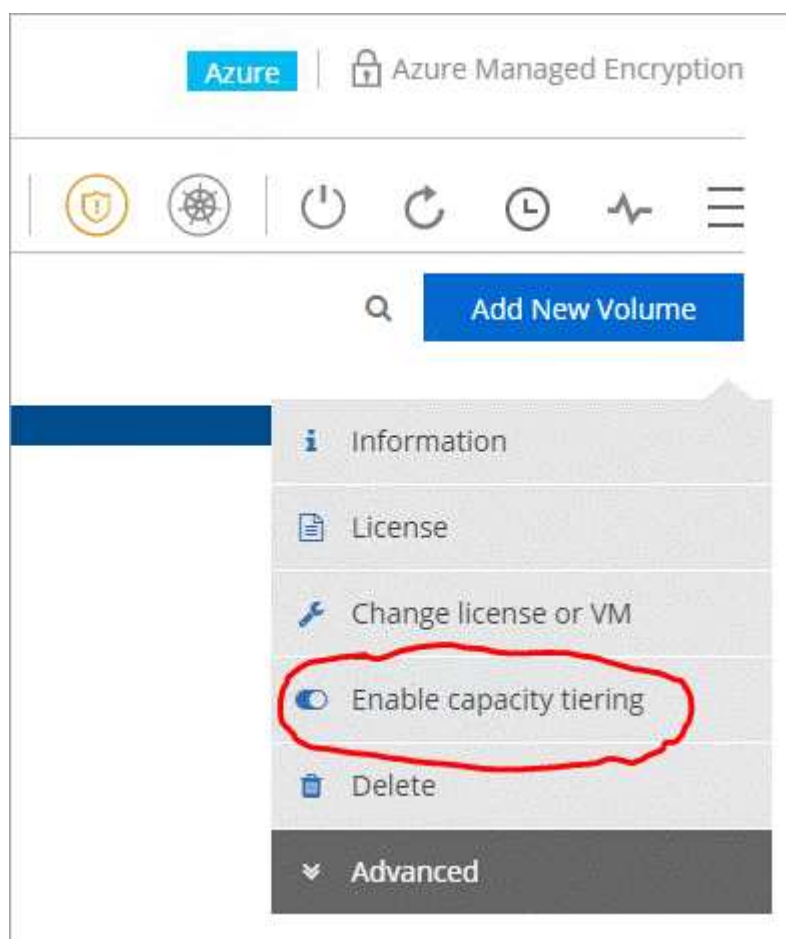 Azure Azure Managed Encryption
Add New Volume
Information
License
Change license or VM
Enable capacity tiering
Delete
Advanced